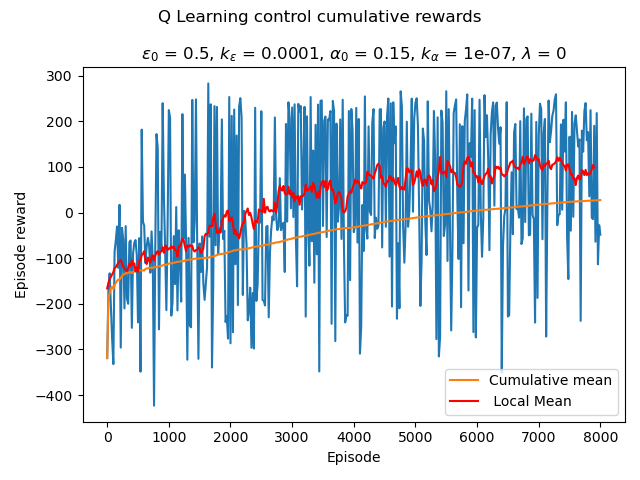 Q Learning control cumulative rewards
ε₀ = 0.5, kε = 0.0001, α₀ = 0.15, kα = 1e-07, λ = 0
300
200
100
0
−100
−200
−300
−400
Episode reward
0 1000 2000 3000 4000 5000 6000 7000 8000
Episode
Cumulative mean
Local Mean